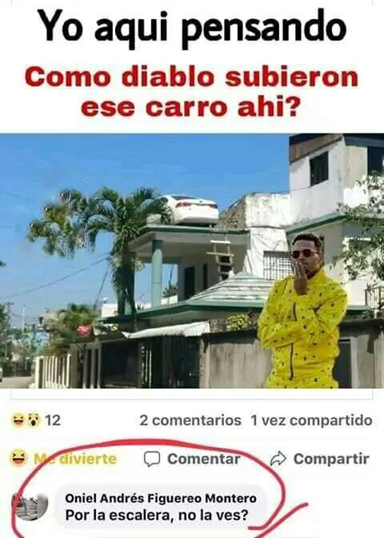 Yo aqui pensando
Como diablo subieron
ese carro ahi?
12
2 comentarios 1 vez compartido
Me divierte
Comentar
Compartir
Oniel Andrés Figuereo Montero
Por la escalera, no la ves?